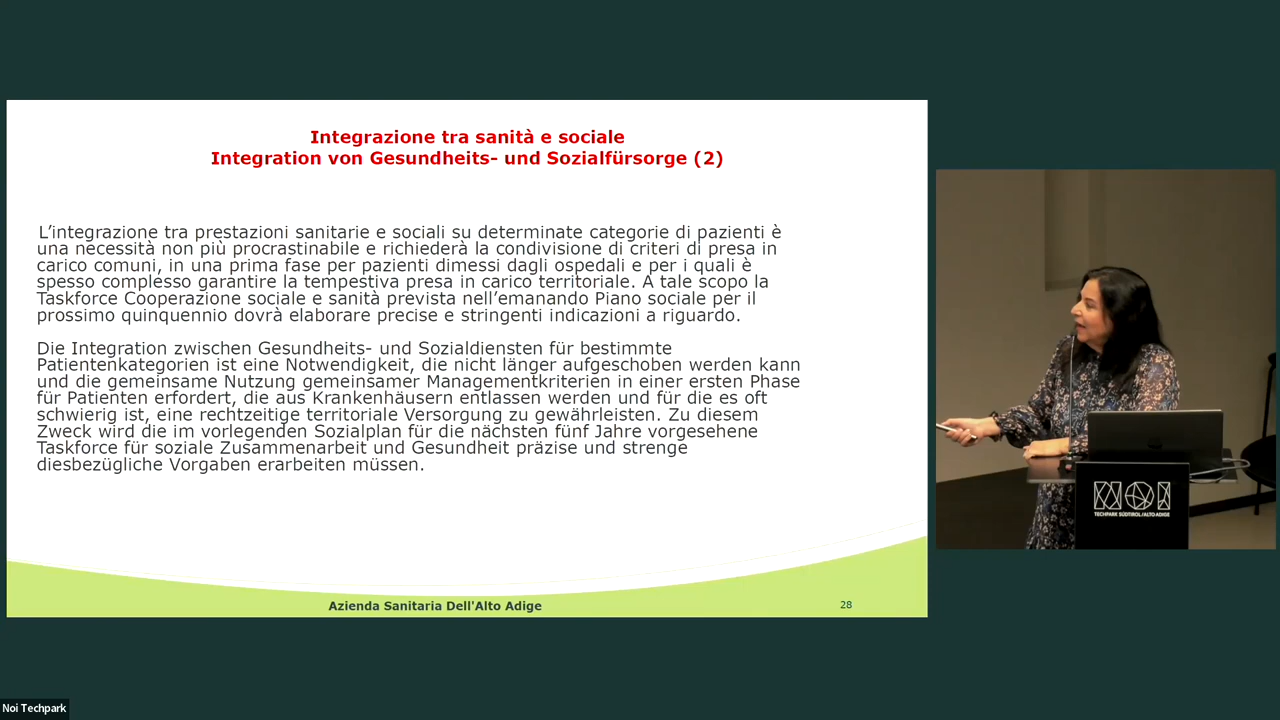 Integrazione tra sanità e sociale
Integration von Gesundheits- und Sozialfürsorge (2)
L’integrazione tra prestazioni sanitarie e sociali su determinate categorie di pazienti è
una necessità non più procrastinabile e richiederà la condivisione di criteri di presa in
carico comuni, in una prima fase per pazienti dimessi dagli ospedali e per i quali è
spesso complesso garantire la tempestiva presa in carico territoriale. A tale scopo la
Taskforce Cooperazione sociale e sanità prevista nell’emanando Piano sociale per il
prossimo quinquennio dovrà elaborare precise e stringenti indicazioni a riguardo.
Die Integration zwischen Gesundheits- und Sozialdiensten für bestimmte
Patientenkategorien ist eine Notwendigkeit, die nicht länger aufgeschoben werden kann
und die gemeinsame Nutzung gemeinsamer Managementkriterien in einer ersten Phase
für Patienten erfordert, die aus Krankenhäusern entlassen werden und für die es oft
schwierig ist, eine rechtzeitige territoriale Versorgung zu gewährleisten. Zu diesem
Zweck wird die im vorlegenden Sozialplan für die nächsten fünf Jahre vorgesehene
Taskforce für soziale Zusammenarbeit und Gesundheit präzise und strenge
diesbezügliche Vorgaben erarbeiten müssen.
Azienda Sanitaria Dell'Alto Adige
28
NOI
TECHPARK SÜDTIROL/ALTO ADIGE
Noi Techpark